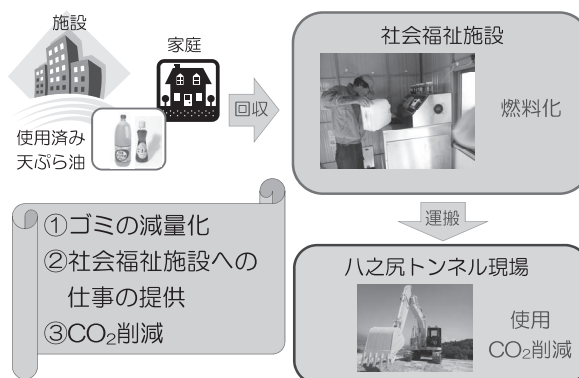 施設
家庭
使用済み
天ぷら油
回収
社会福祉施設
燃料化
運搬
①ゴミの減量化
②社会福祉施設への
仕事の提供
③CO₂削減
八之尻トンネル現場
使用
CO₂削減